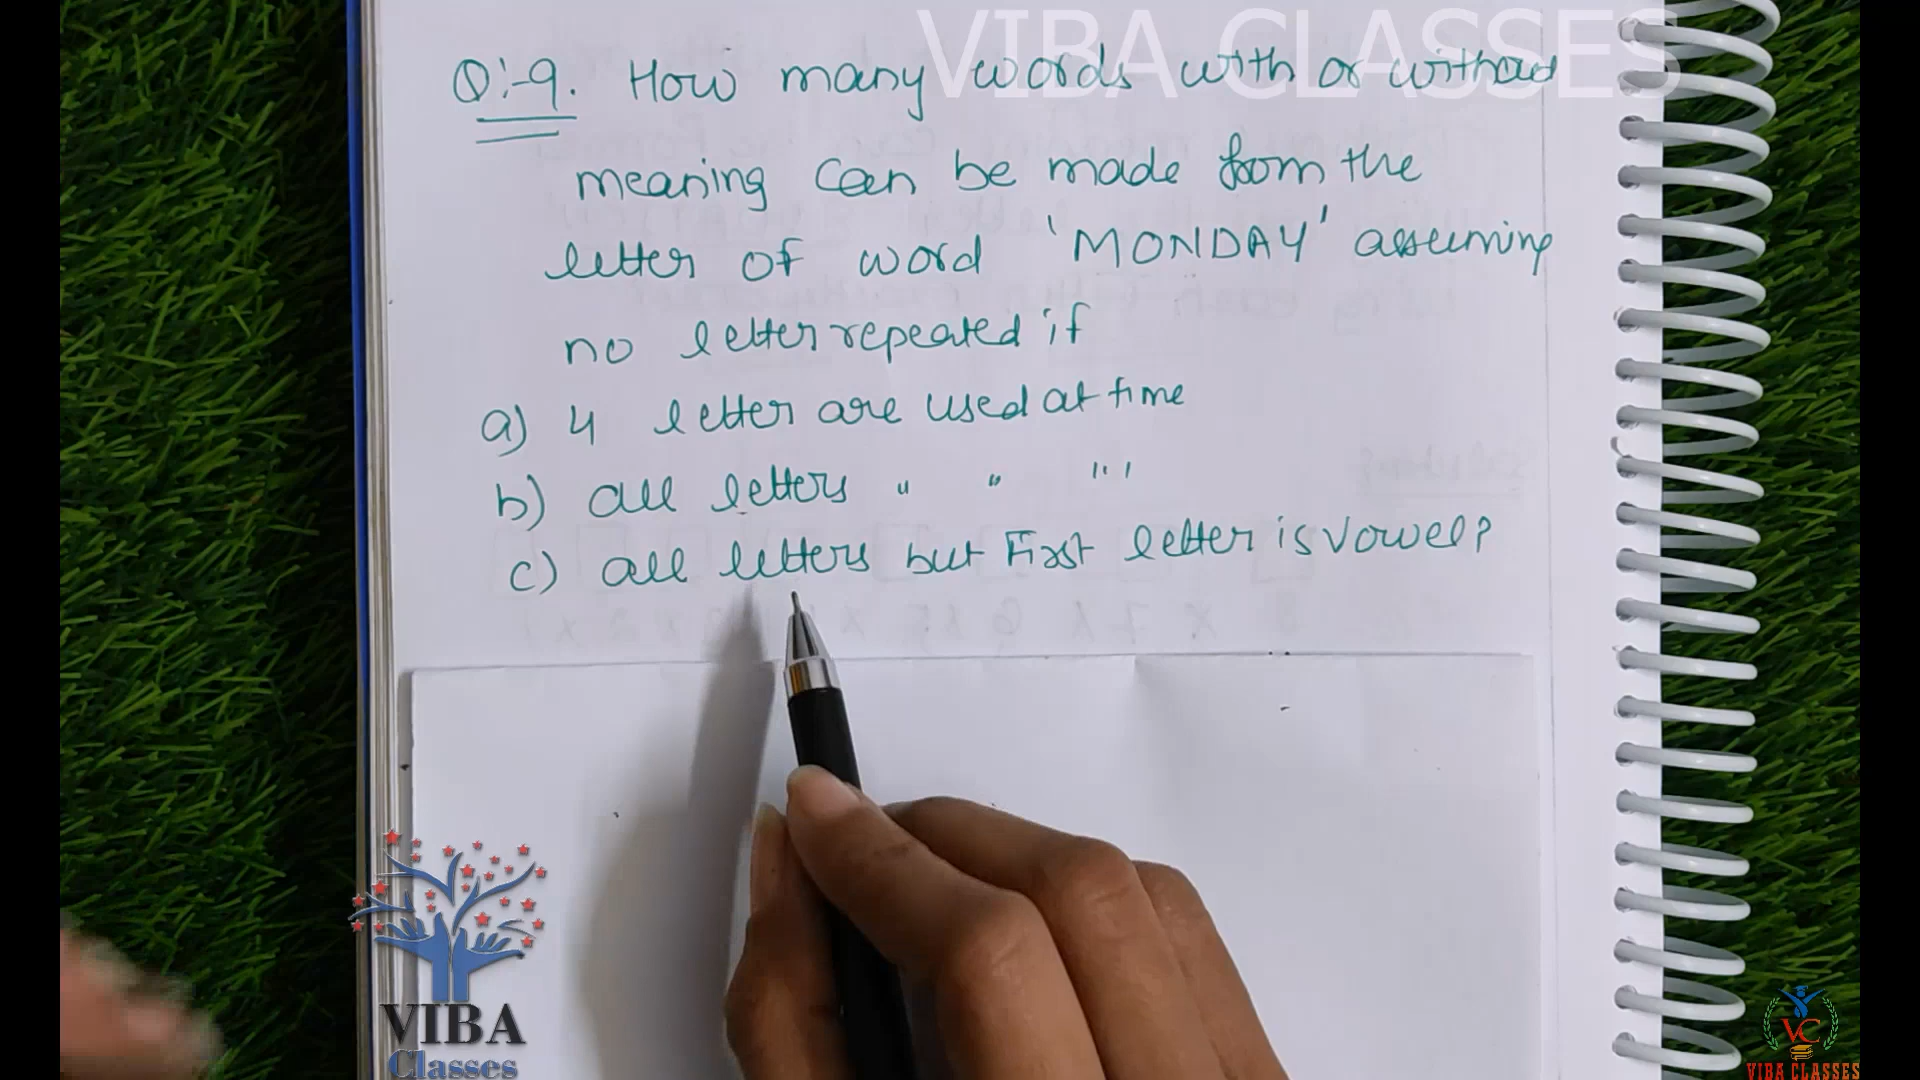 VIBA CLASSES
Q:-9. How many words with or without
meaning can be made from the
letter of word 'MONDAY' assuming
no letter repeated if
a) 4 letter are used at time
b) all letters " " " "
c) all letters but First letter is vowel?
VIBA
Classes
VC
VIBA CLASSES